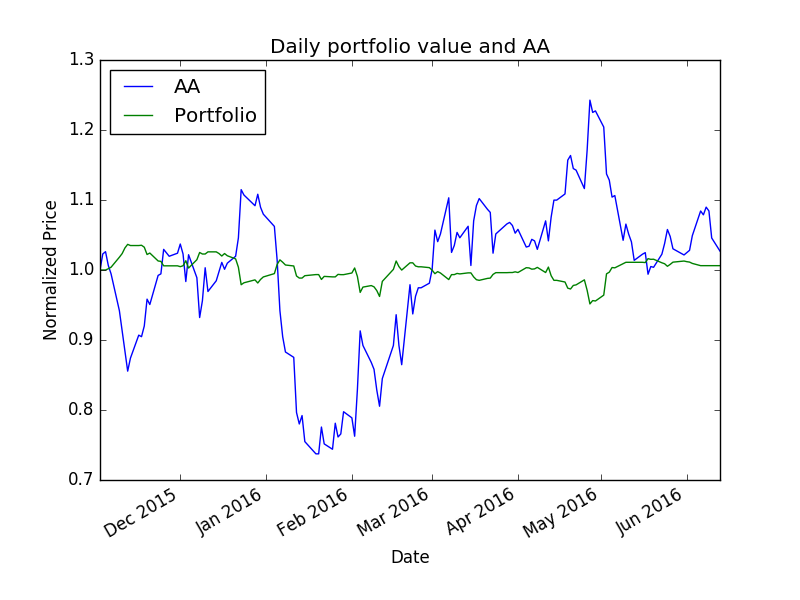 Daily portfolio value and AA
1.3
1.2
1.1
1.0
0.9
0.8
0.7
Normalized Price
AA
Portfolio
Dec 2015
Jan 2016
Feb 2016
Mar 2016
Apr 2016
May 2016
Jun 2016
Date